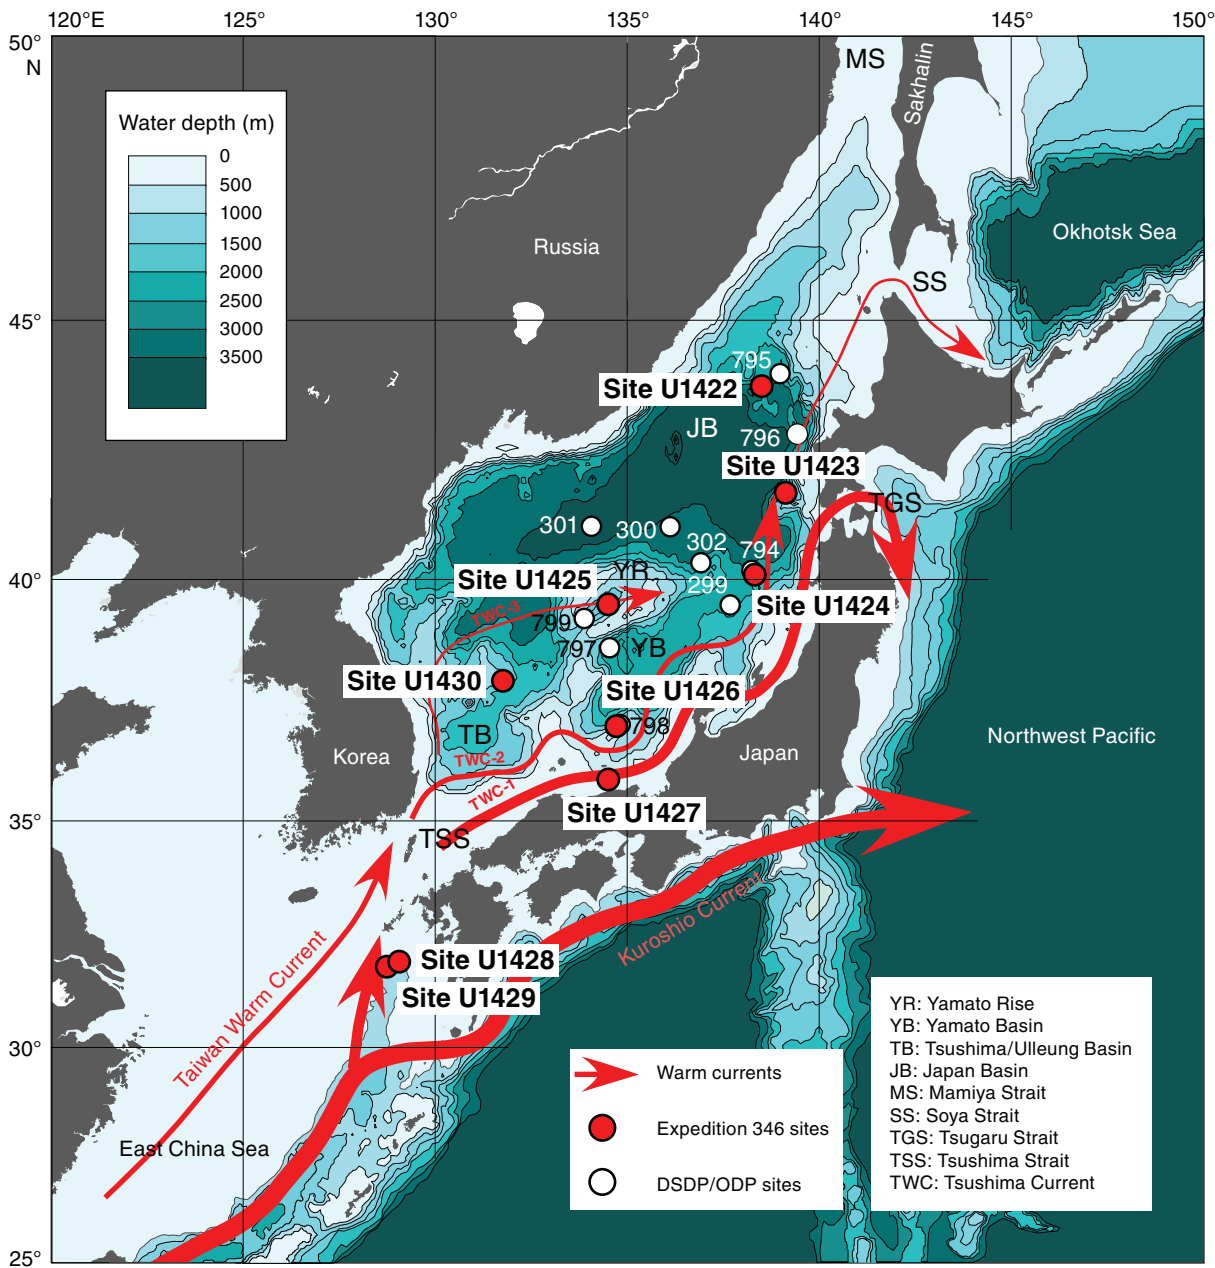 120°E
125°
130°
135°
140°
145°
150°
50°
N
MS
Sakhalin
Water depth (m)
0
500
1000
1500
2000
2500
3000
3500
Russia
Okhotsk Sea
SS
45°
795
Site U1422
JB
796
Site U1423
TGS
301
300
302
794
40°
Site U1425
YR
299
Site U1424
TWC-3
799
797
YB
Site U1430
Site U1426
TB
798
Korea
Japan
Northwest Pacific
TWC-2
TWC-1
Site U1427
35°
TSS
Kuroshio Current
Taiwan Warm Current
Site U1428
Site U1429
30°
East China Sea
25°
Warm currents
Expedition 346 sites
DSDP/ODP sites
YR: Yamato Rise
YB: Yamato Basin
TB: Tsushima/Ulleung Basin
JB: Japan Basin
MS: Mamiya Strait
SS: Soya Strait
TGS: Tsugaru Strait
TSS: Tsushima Strait
TWC: Tsushima Current